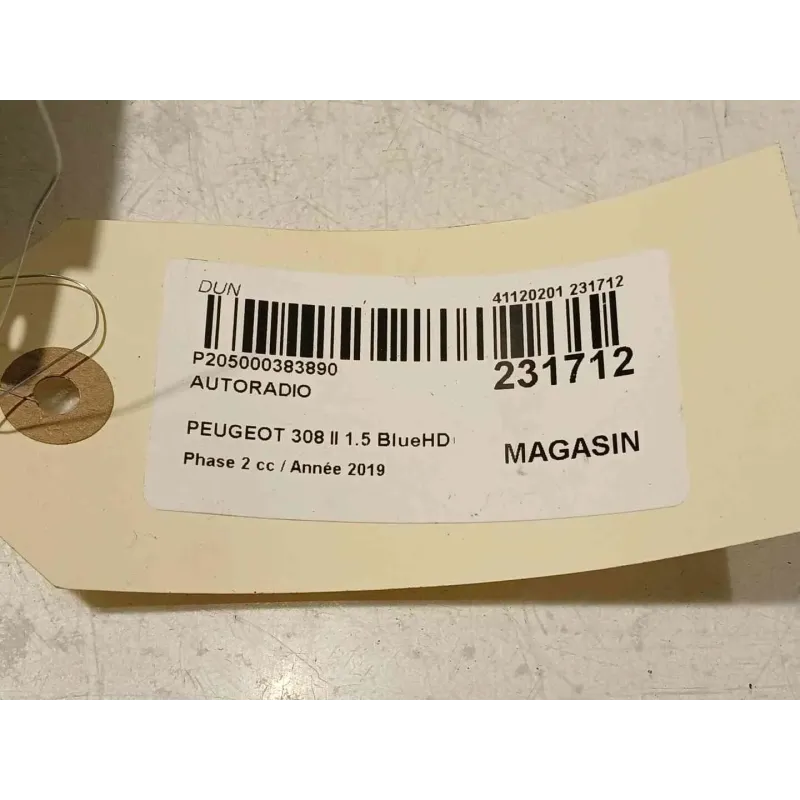 DUN
41120201 231712
P205000383890
231712
AUTORADIO
PEUGEOT 308 II 1.5 BlueHD
MAGASIN
Phase 2 cc / Année 2019